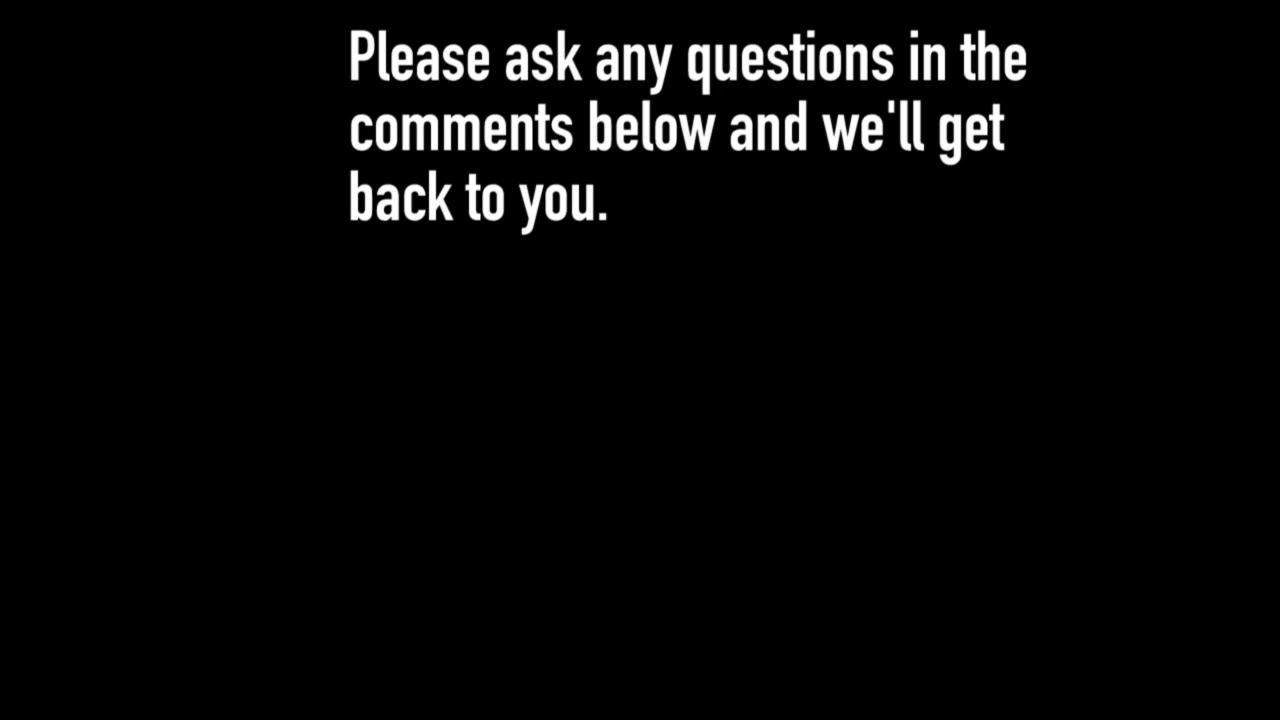 Please ask any questions in the
comments below and we'll get
back to you.